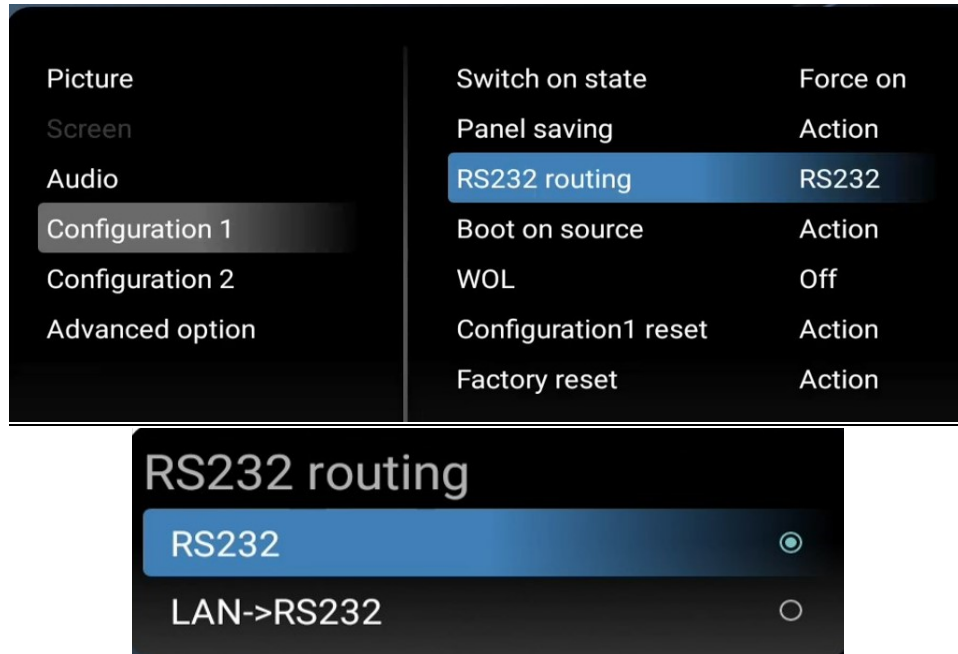 Picture
Screen
Audio
Configuration 1
Configuration 2
Advanced option
Switch on state Force on
Panel saving Action
RS232 routing RS232
Boot on source Action
WOL Off
Configuration1 reset Action
Factory reset Action
RS232 routing
RS232
LAN->RS232